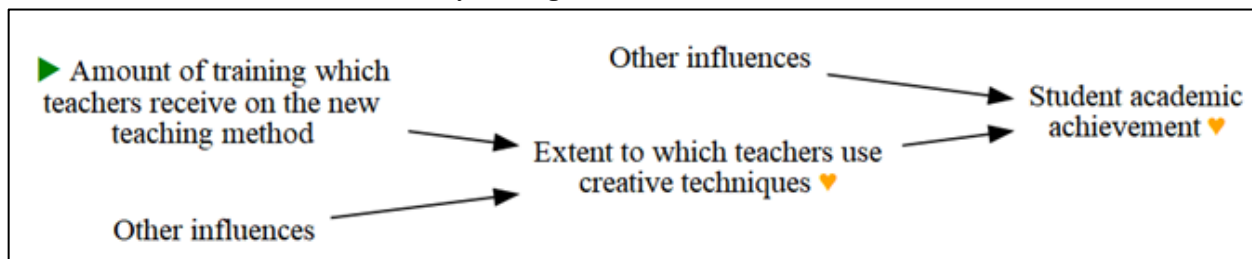 ▶ Amount of training which
teachers receive on the new
teaching method
Other influences
Other influences
Extent to which teachers use
creative techniques ♥
Student academic
achievement ♥